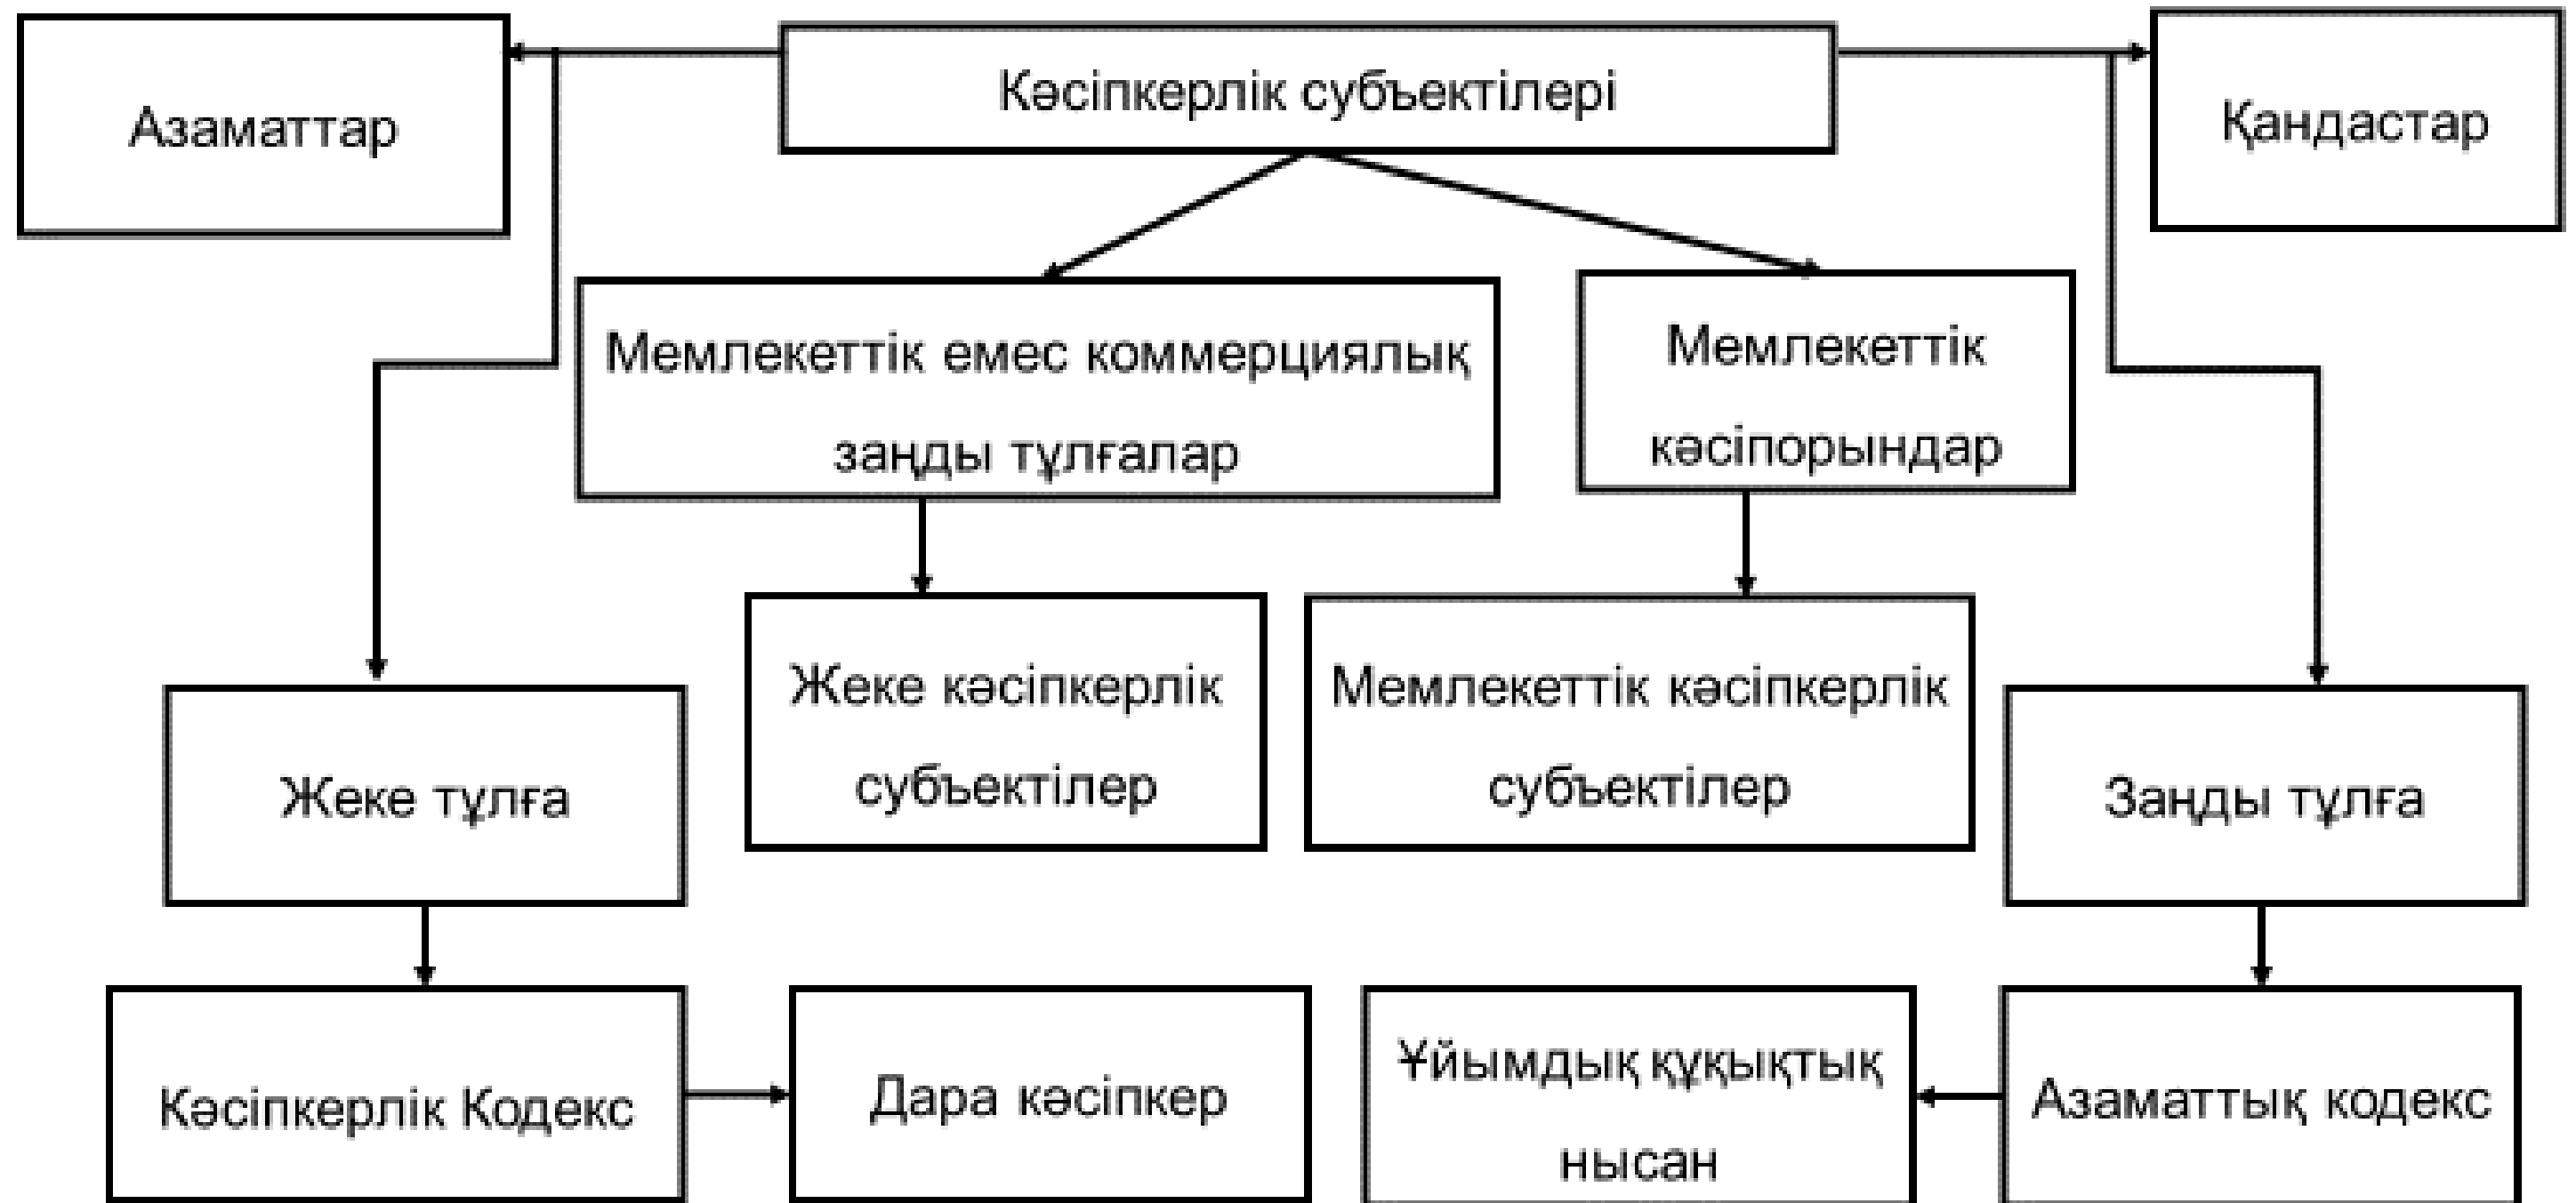 Азаматтар
Кәсіпкерлік субъектілері
Қандастар
Мемлекеттік емес коммерциялық
заңды тұлғалар
Мемлекеттік
кәсіпорындар
Жеке тұлға
Жеке кәсіпкерлік
субъектілер
Мемлекеттік кәсіпкерлік
субъектілер
Заңды тұлға
Кәсіпкерлік Кодекс
Дара кәсіпкер
Ұйымдық құқықтық
нысан
Азаматтық кодекс